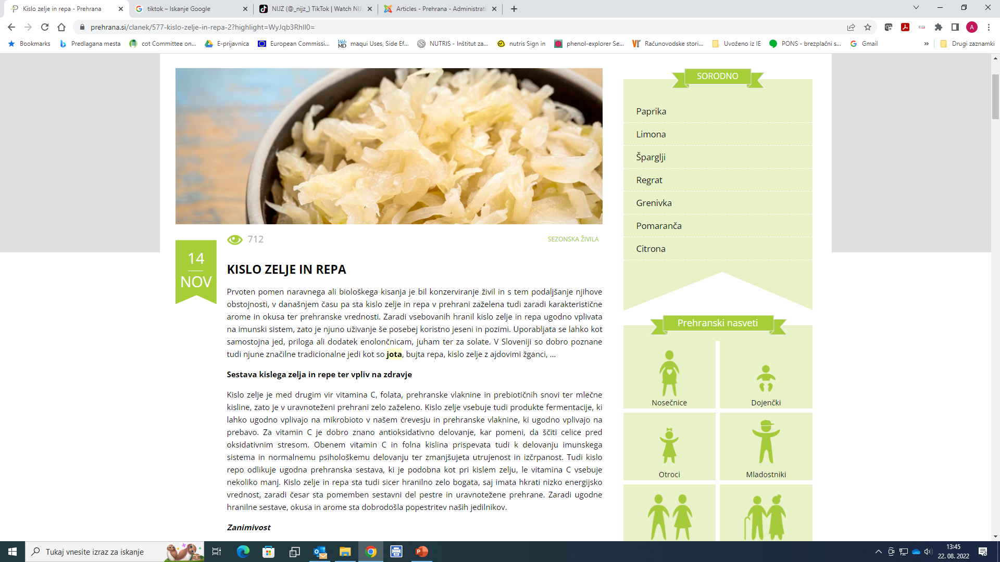 Kislo zelje in repa - Prehrana
tiktok – Iskanje Google
NIJZ (@_nijz_) TikTok | Watch NIJ
Articles - Prehrana - Administrati
prehrana.si/clanek/577-kislo-zelje-in-repa-2?highlight=WyJqb3RhIl0=
A
Bookmarks
Predlagana mesta
cot Committee on...
E-prijavnica
European Commissi...
maqui Uses, Side Ef...
NUTRIS - Inštitut za...
nutris Sign in
phenol-explorer Se...
Računovodske stori...
Uvoženo iz IE
PONS - brezplačni s...
Gmail
»
Drugi zaznamki
712
SEZONSKA ŽIVILA
14
NOV
KISLO ZELJE IN REPA
Prvoten pomen naravnega ali biološkega kisanja je bil konzerviranje živil in s tem podaljšanje njihove
obstojnosti, v današnjem času pa sta kislo zelje in repa v prehrani zaželena tudi zaradi karakteristične
arome in okusa ter prehranske vrednosti. Zaradi vsebovanih hranil kislo zelje in repa ugodno vplivata
na imunski sistem, zato je njuno uživanje še posebej koristno jeseni in pozimi. Uporabljata se lahko kot
samostojna jed, priloga ali dodatek enolončnicam, juham ter za solate. V Sloveniji so dobro poznane
tudi njune značilne tradicionalne jedi kot so jota, bujta repa, kislo zelje z ajdovimi žganci, ...
Sestava kislega zelja in repe ter vpliv na zdravje
Kislo zelje je med drugim vir vitamina C, folata, prehranske vlaknine in prebiotičnih snovi ter mlečne
kisline, zato je v uravnoteženi prehrani zelo zaželeno. Kislo zelje vsebuje tudi produkte fermentacije, ki
lahko ugodno vplivajo na mikrobioto v našem črevesju in prehranske vlaknine, ki ugodno vplivajo na
prebavo. Za vitamin C je dobro znano antioksidativno delovanje, kar pomeni, da ščiti celice pred
oksidativnim stresom. Obenem vitamin C in folna kislina prispevata tudi k delovanju imunskega
sistema in normalnemu psihološkemu delovanju ter zmanjšujeta utrujenost in izčrpanost. Tudi kislo
repo odlikuje ugodna prehranska sestava, ki je podobna kot pri kislem zelju, le vitamina C vsebuje
nekoliko manj. Kislo zelje in repa sta tudi sicer hranilno zelo bogata, saj imata hkrati nizko energijsko
vrednost, zaradi česar sta pomemben sestavni del pestre in uravnotežene prehrane. Zaradi ugodne
hranilne sestave, okusa in arome sta dobrodošla popestritev naših jedilnikov.
Zanimivost
SORODNO
Paprika
Limona
Šparglji
Regrat
Grenivka
Pomaranča
Citrona
Prehranski nasveti
Nosečnice
Dojenčki
Otroci
Mladostniki
Tukaj vnesite izraz za iskanje
13:45
22. 08. 2022